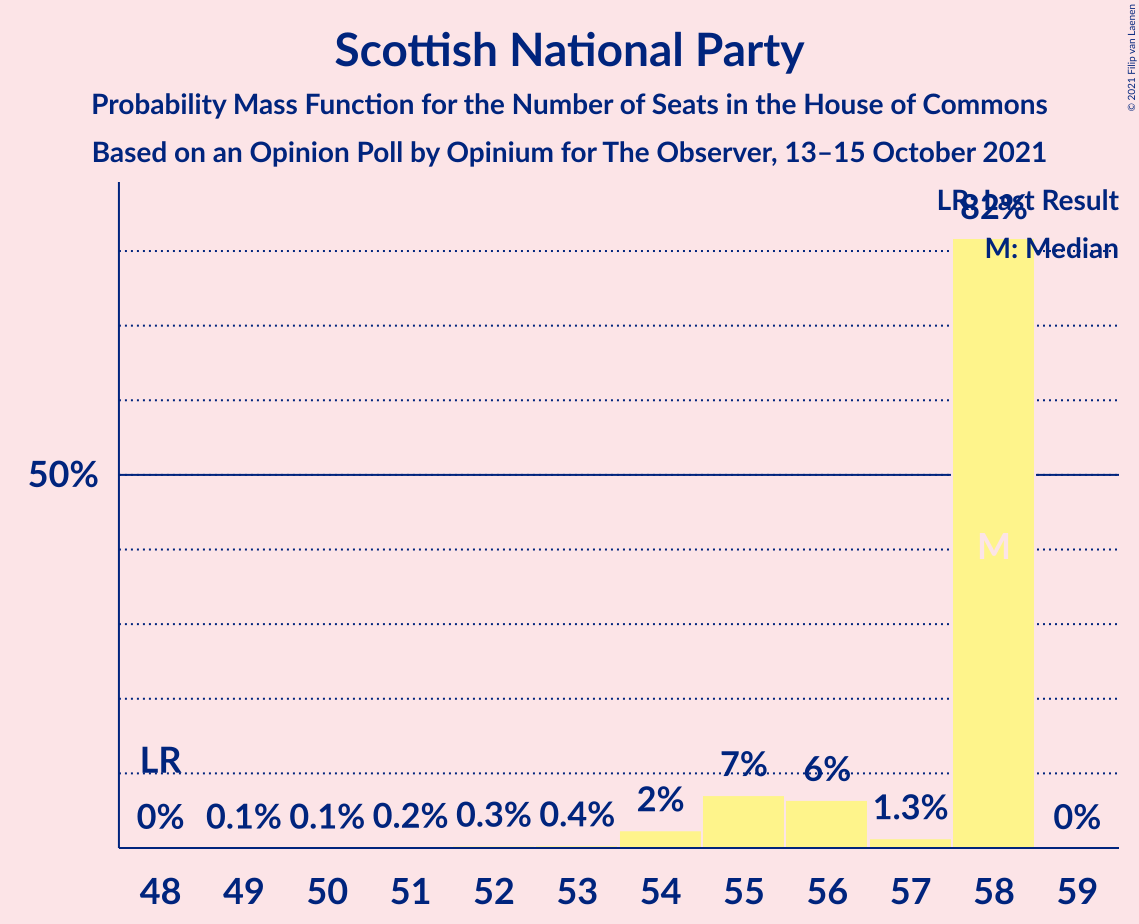 Scottish National Party
Probability Mass Function for the Number of Seats in the House of Commons
Based on an Opinion Poll by Opinium for The Observer, 13–15 October 2021
© 2021 Filip van Laenen
LR: Last Result
82%
M: Median
50%
M
LR
0% 0.1% 0.1% 0.2% 0.3% 0.4% 2% 7% 6% 1.3% 0%
48 49 50 51 52 53 54 55 56 57 58 59